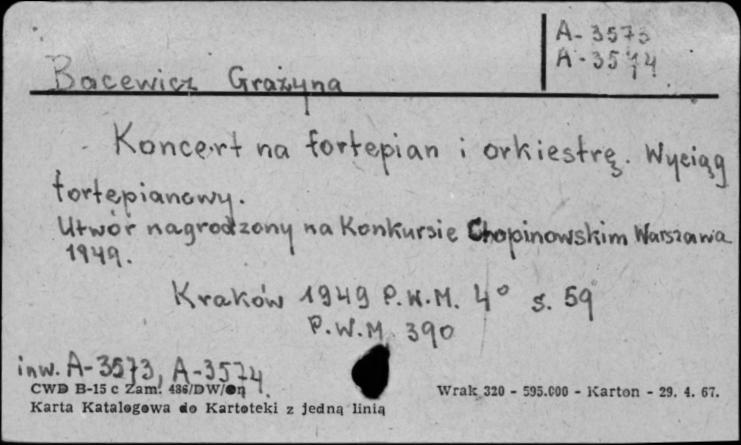 A-3573
A-3574
Bacewicz Grażyna
Koncert na fortepian i orkiestrę. Wyciąg
fortepianowy.
Utwór nagrodzony na Konkursie Chopinowskim Warszawa
1949.
Kraków 1949 P.W.M. 4° s. 59
P.W.M. 390
inw. A-3573, A-3574.
CWD B-15 c Zam. 486/DW/en Wrak 320 - 595.000 - Karton - 29. 4. 67.
Karta Katalogowa do Kartoteki z jedną linią